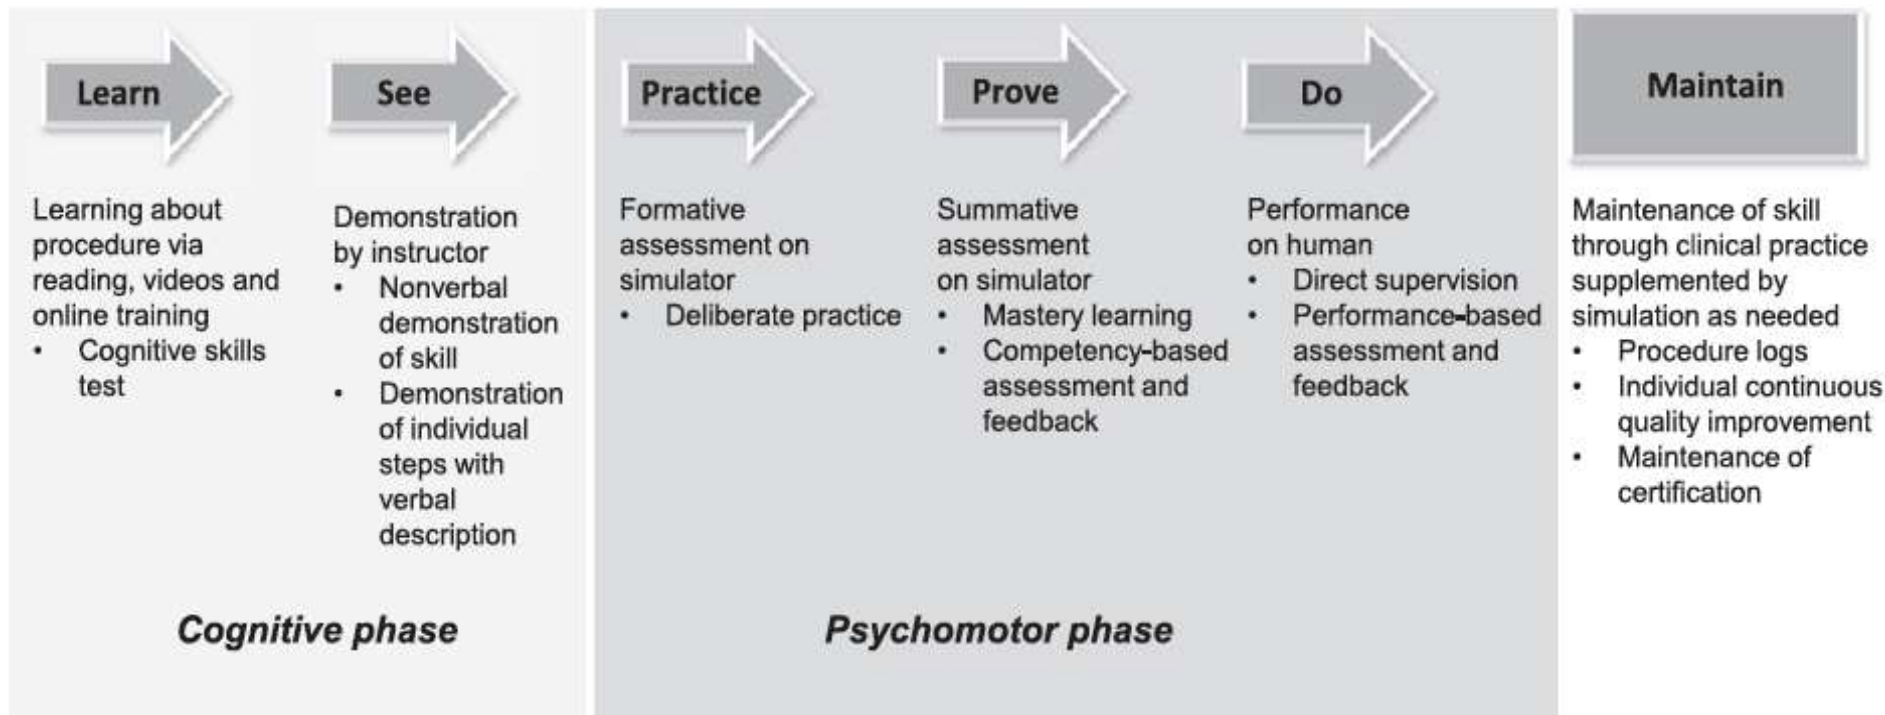 Learn
Learning about
procedure via
reading, videos and
online training
• Cognitive skills
test
See
Demonstration
by instructor
• Nonverbal
demonstration
of skill
• Demonstration
of individual
steps with
verbal
description
Cognitive phase
Practice
Formative
assessment on
simulator
• Deliberate practice
Prove
Summative
assessment
on simulator
• Mastery learning
• Competency-based
assessment and
feedback
Do
Performance
on human
• Direct supervision
• Performance-based
assessment and
feedback
Psychomotor phase
Maintain
Maintenance of skill
through clinical practice
supplemented by
simulation as needed
• Procedure logs
• Individual continuous
quality improvement
• Maintenance of
certification